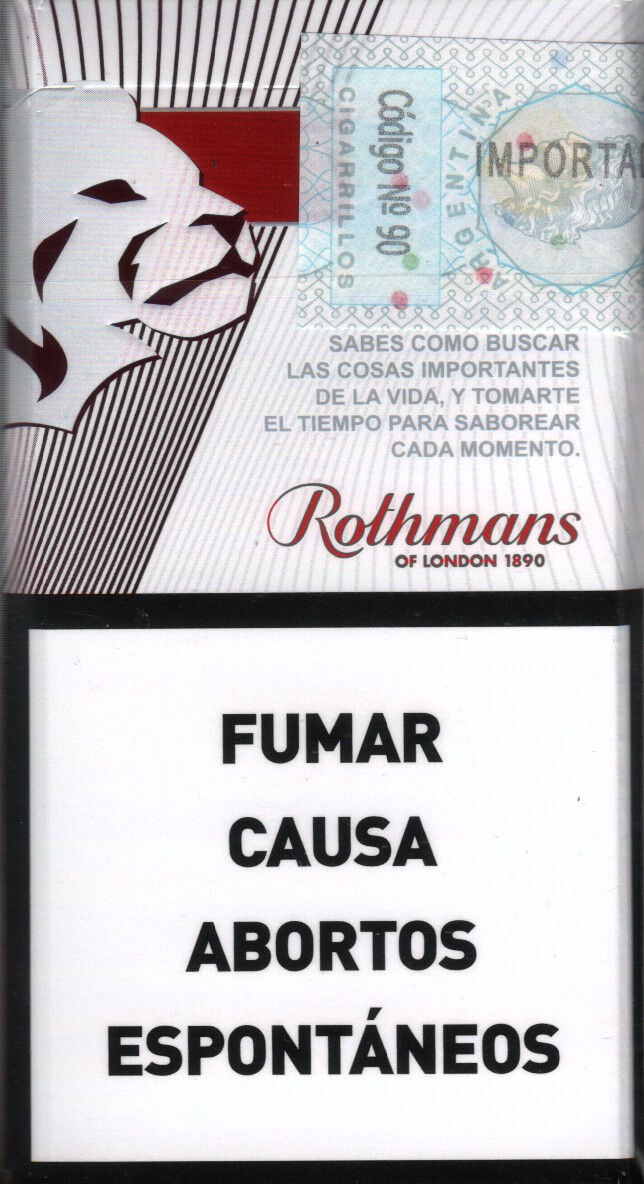 CIGARRILLOS
Código Nº 90
ARGENTINA
SABES COMO BUSCAR
LAS COSAS IMPORTANTES
DE LA VIDA, Y TOMARTE
EL TIEMPO PARA SABOREAR
CADA MOMENTO.
Rothmans
OF LONDON 1890
FUMAR
CAUSA
ABORTOS
ESPONTÁNEOS